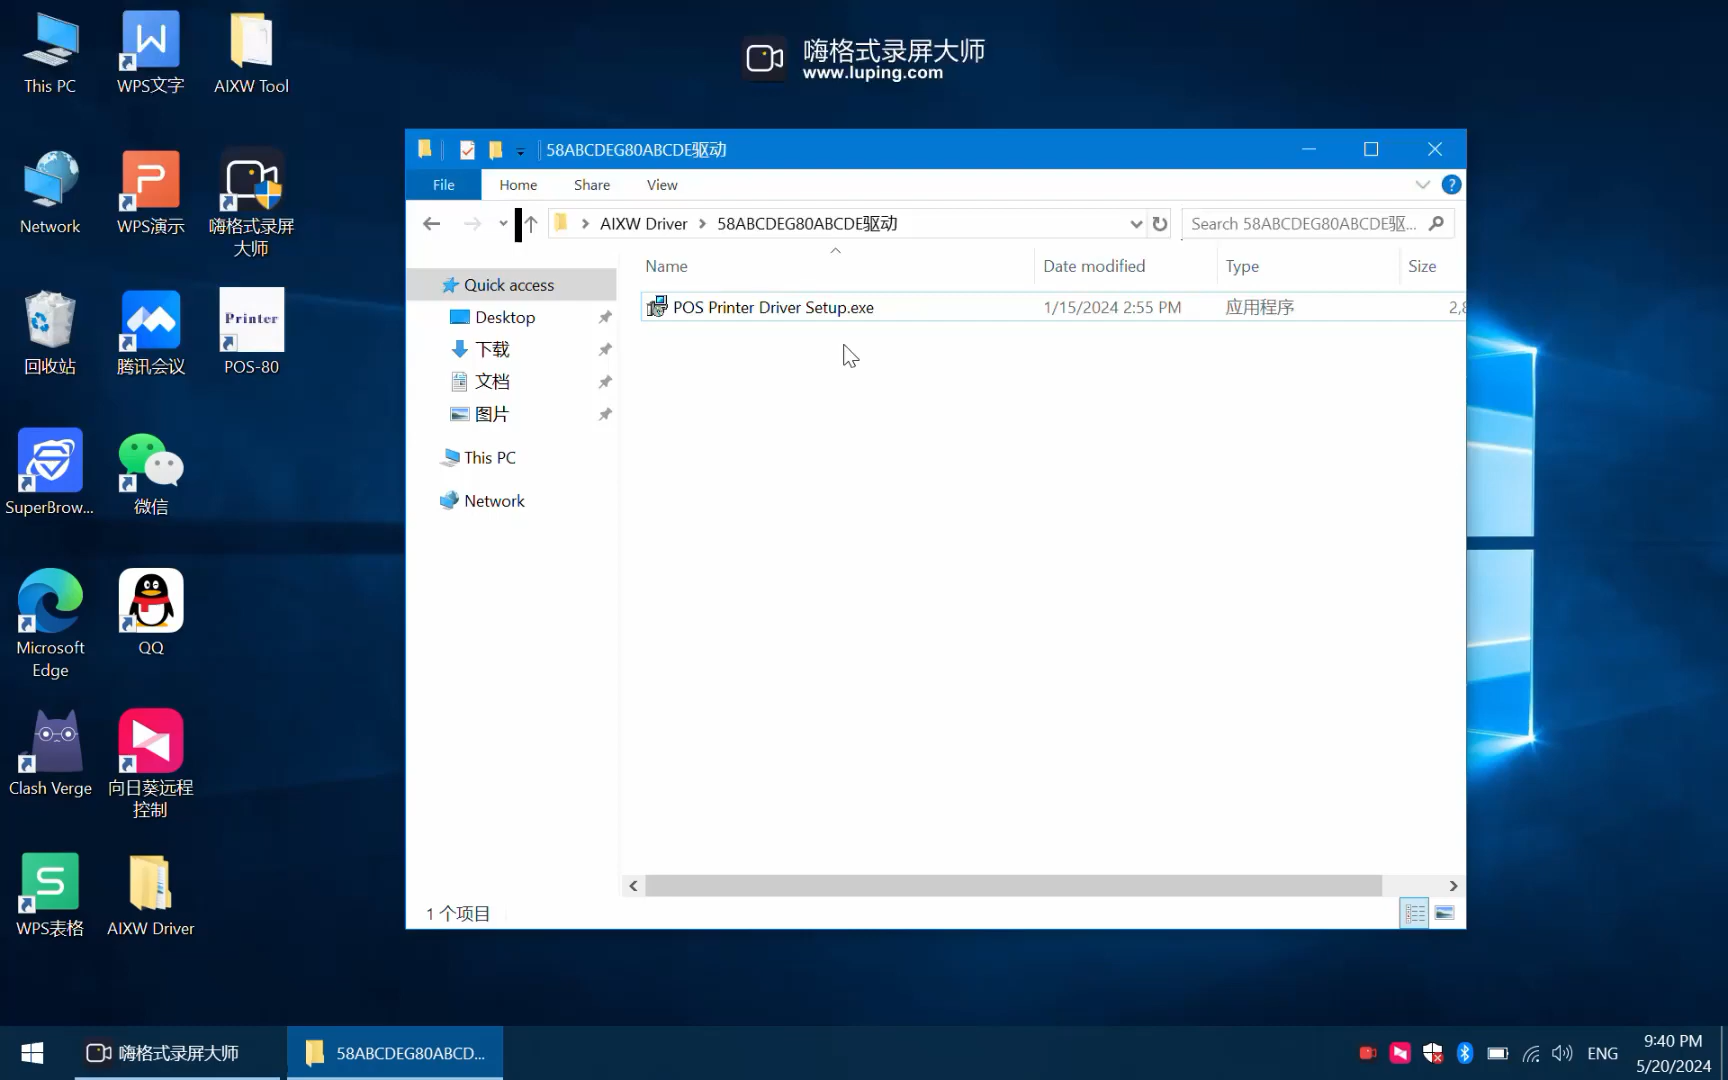 This PC
WPS文字
AIXW Tool
嗨格式录屏大师
www.luping.com
Network
WPS演示
嗨格式录屏
大师
回收站
腾讯会议
Printer
POS-80
SuperBrow...
微信
Microsoft
Edge
QQ
Clash Verge
向日葵远程
控制
WPS表格
AIXW Driver
58ABCDEG80ABCDE驱动
File
Home
Share
View
AIXW Driver
58ABCDEG80ABCDE驱动
Search 58ABCDEG80ABCDE驱...
Name
Date modified
Type
Size
Quick access
Desktop
下载
文档
图片
This PC
Network
POS Printer Driver Setup.exe
1/15/2024 2:55 PM
应用程序
2,8
1 个项目
嗨格式录屏大师
58ABCDEG80ABCD...
ENG
9:40 PM
5/20/2024